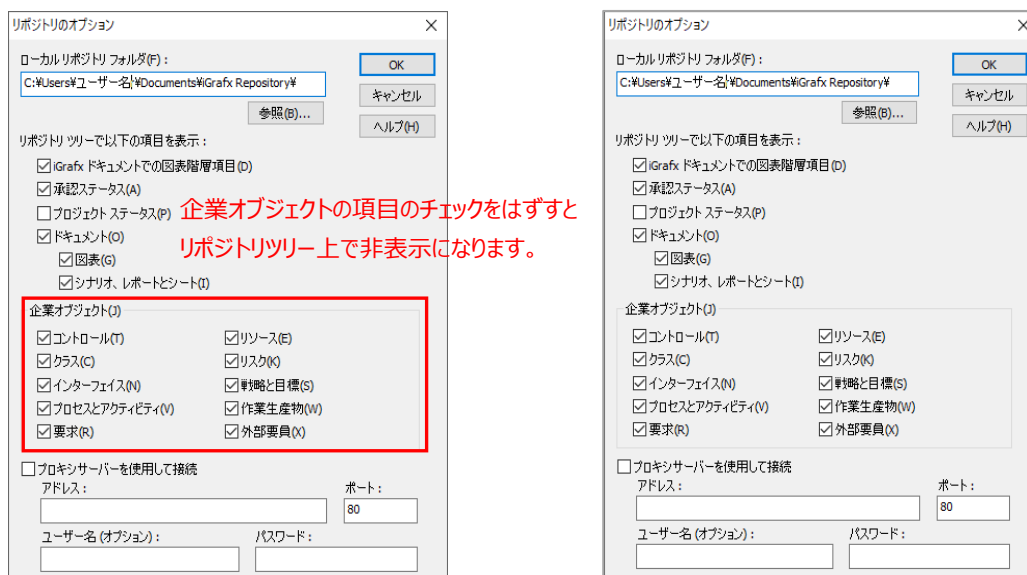 リポジトリのオプション
ローカル リポジトリ フォルダ(F)：
OK
C:¥Users¥ユーザー名¥Documents¥iGrafx Repository¥
キャンセル
参照(B)...
ヘルプ(H)
リポジトリ ツリーで以下の項目を表示：
iGrafx ドキュメントでの図表階層項目(D)
承認ステータス(A)
プロジェクト ステータス(P)
ドキュメント(O)
図表(G)
シナリオ、レポートとシート(I)
企業オブジェクトの項目のチェックをはずすと
リポジトリツリー上で非表示になります。
企業オブジェクト(J)
コントロール(T)
リソース(E)
クラス(C)
リスク(K)
インターフェイス(N)
戦略と目標(S)
プロセスとアクティビティ(V)
作業生産物(W)
要求(R)
外部要員(X)
プロキシサーバーを使用して接続
アドレス：
ポート：
80
ユーザー名 (オプション)：
パスワード：
リポジトリのオプション
ローカル リポジトリ フォルダ(F)：
OK
C:¥Users¥ユーザー名¥Documents¥iGrafx Repository¥
キャンセル
参照(B)...
ヘルプ(H)
リポジトリ ツリーで以下の項目を表示：
iGrafx ドキュメントでの図表階層項目(D)
承認ステータス(A)
プロジェクト ステータス(P)
ドキュメント(O)
図表(G)
シナリオ、レポートとシート(I)
企業オブジェクト(J)
コントロール(T)
リソース(E)
クラス(C)
リスク(K)
インターフェイス(N)
戦略と目標(S)
プロセスとアクティビティ(V)
作業生産物(W)
要求(R)
外部要員(X)
プロキシサーバーを使用して接続
アドレス：
ポート：
80
ユーザー名 (オプション)：
パスワード：